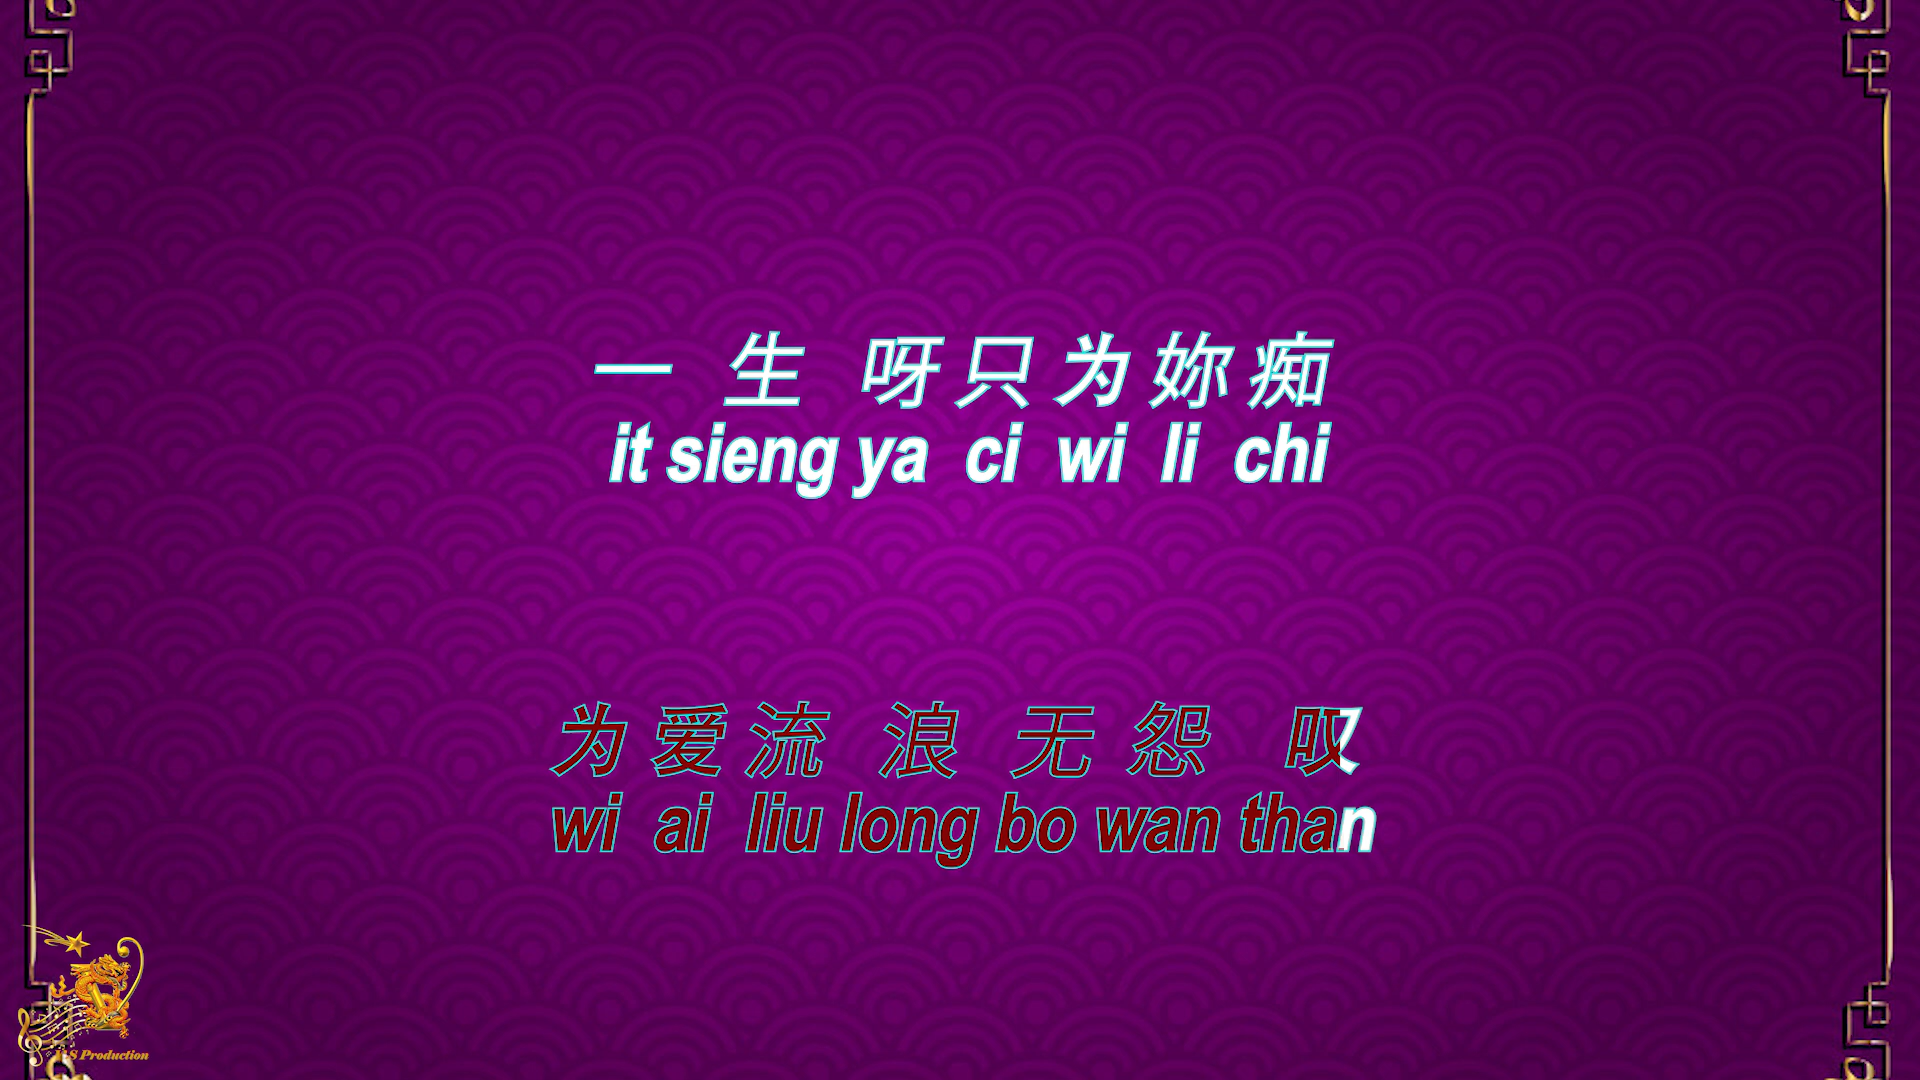 一 生 呀只为妳痴
it sieng ya ci wi li chi
为爱流 浪 无 怨 叹
wi ai liu long bo wan than
S Production